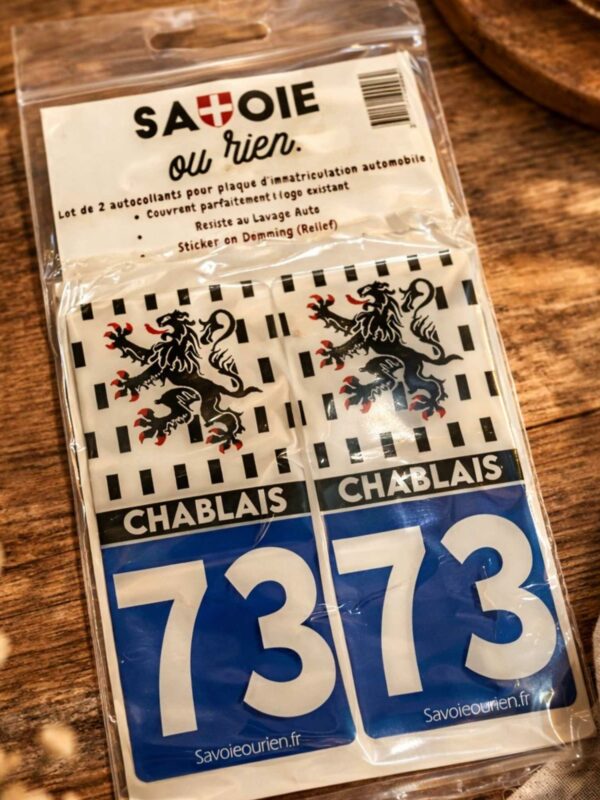 SAVOIE
ou rien.
Lot de 2 autocollants pour plaque d'immatriculation automobile
• Couvrent parfaitement l logo existant
• Resiste au Lavage Auto
• Sticker on Domming (Relief)
CHABLAIS
73
Savoieourien.fr
CHABLAIS
73
Savoieourien.fr